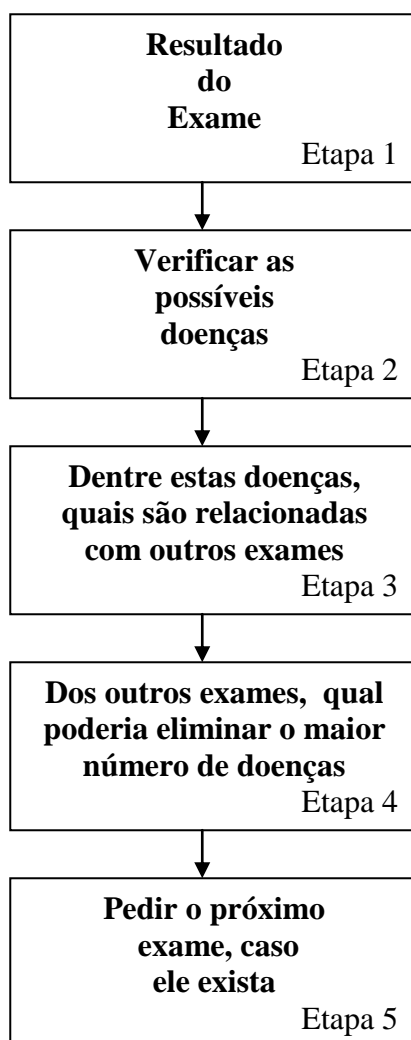 Resultado
do
Exame
Etapa 1
Verificar as
possíveis
doenças
Etapa 2
Dentre estas doenças,
quais são relacionadas
com outros exames
Etapa 3
Dos outros exames, qual
poderia eliminar o maior
número de doenças
Etapa 4
Pedir o próximo
exame, caso
ele exista
Etapa 5